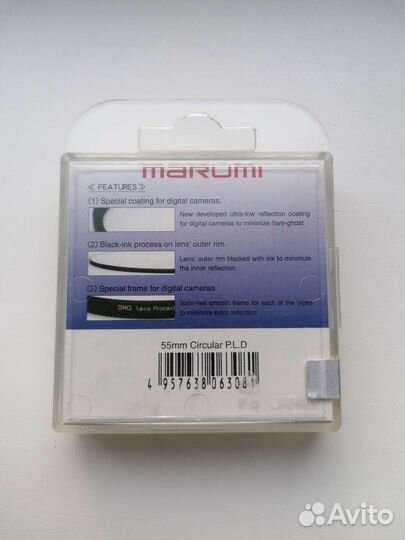 marumi
≪ FEATURES ≫
(1) Special coating for digital cameras.
New developed ultra-low reflection coating
for digital cameras to minimize flare-ghost
(2) Black-ink process on lens' outer rim.
Lens' outer rim blacked with ink to minimize
the inner reflection
(3) Special frame for digital cameras.
DHG Lens Protect
Satin-like smooth frame for each of the types
to minimize extra reflection
55mm Circular P.L.D
4 957638 063081
Avito